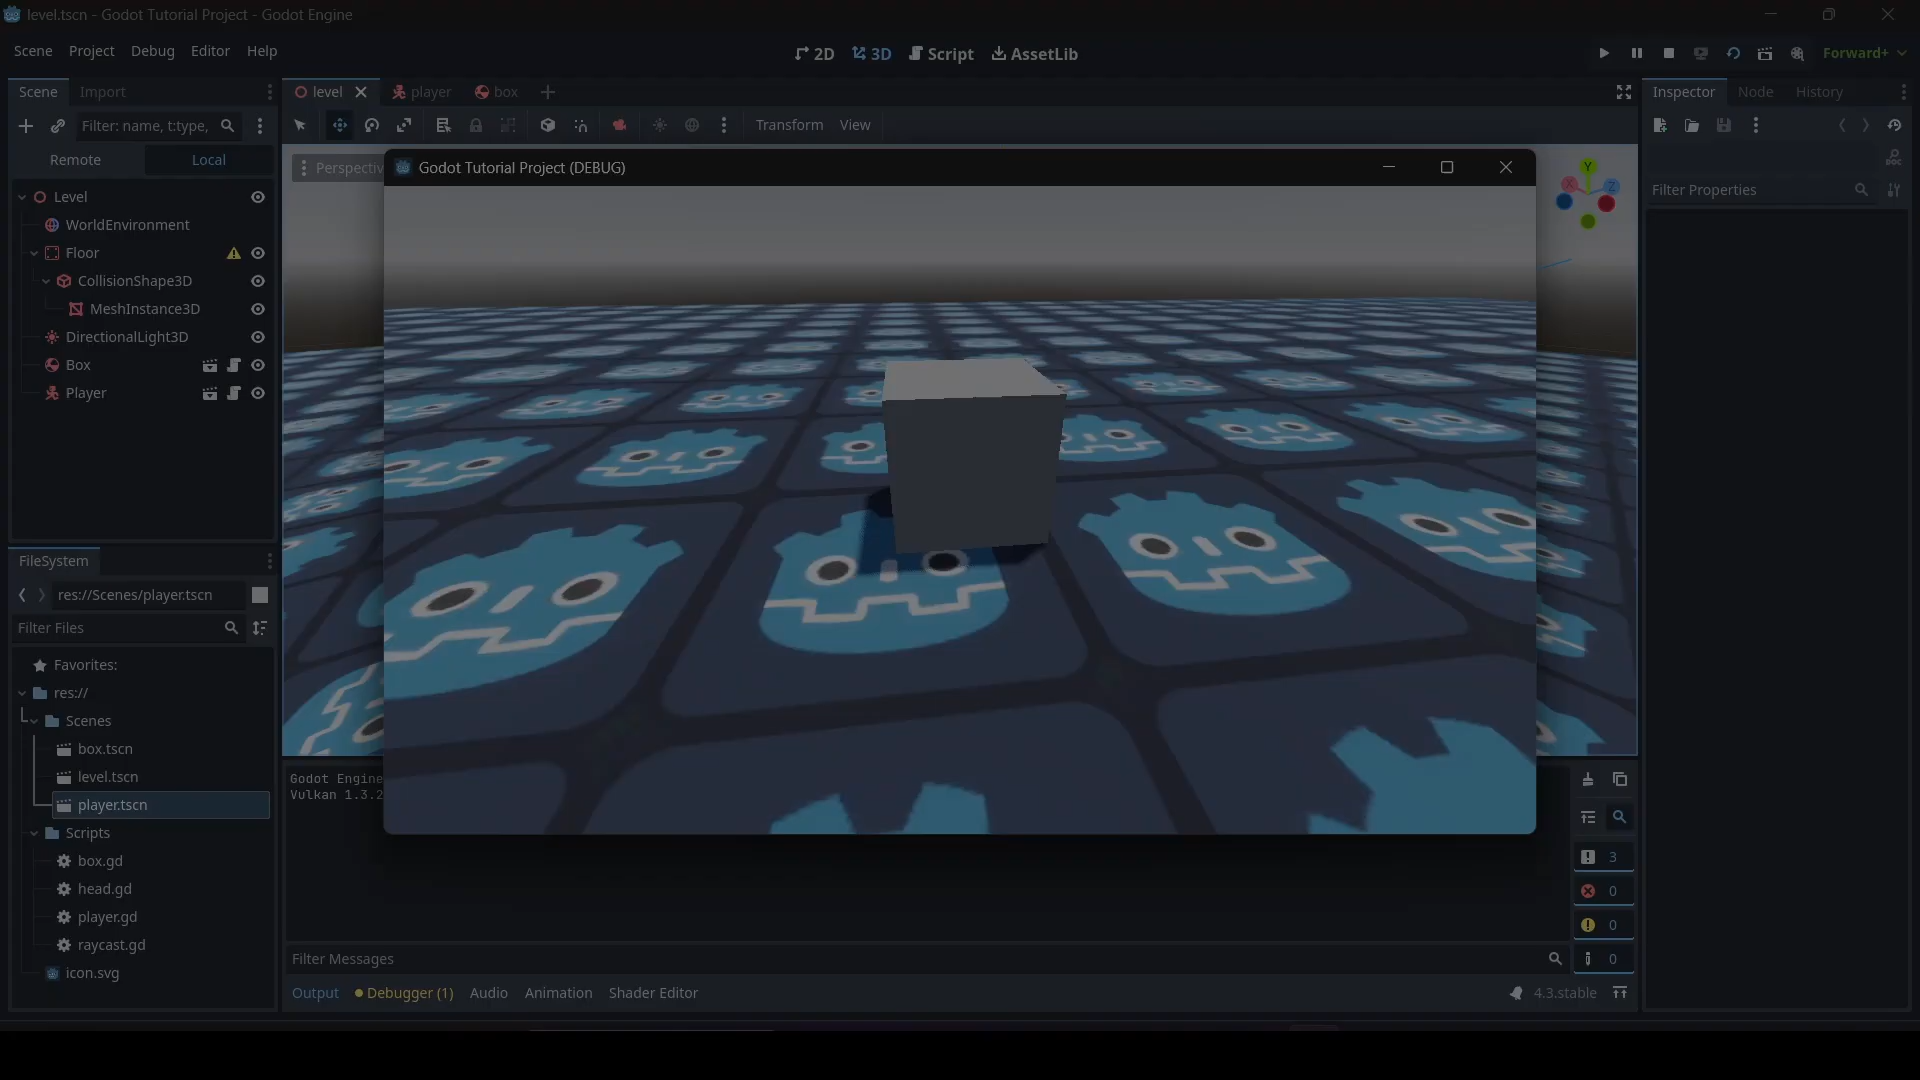 level.tscn - Godot Tutorial Project - Godot Engine
Scene Project Debug Editor Help
2D 3D Script AssetLib
Forward+
Scene Import
level player box
Inspector Node History
Filter: name, t:type,
Transform View
Remote Local
Perspectiv
Godot Tutorial Project (DEBUG)
Y
X
Z
DOC
Filter Properties
Level
WorldEnvironment
Floor
CollisionShape3D
MeshInstance3D
DirectionalLight3D
Box
Player
FileSystem
res://Scenes/player.tscn
Filter Files
Favorites:
res://
Scenes
box.tscn
level.tscn
player.tscn
Scripts
box.gd
head.gd
player.gd
raycast.gd
icon.svg
Godot Engine
Vulkan 1.3.2
3
0
0
0
Filter Messages
Output Debugger (1) Audio Animation Shader Editor
4.3.stable